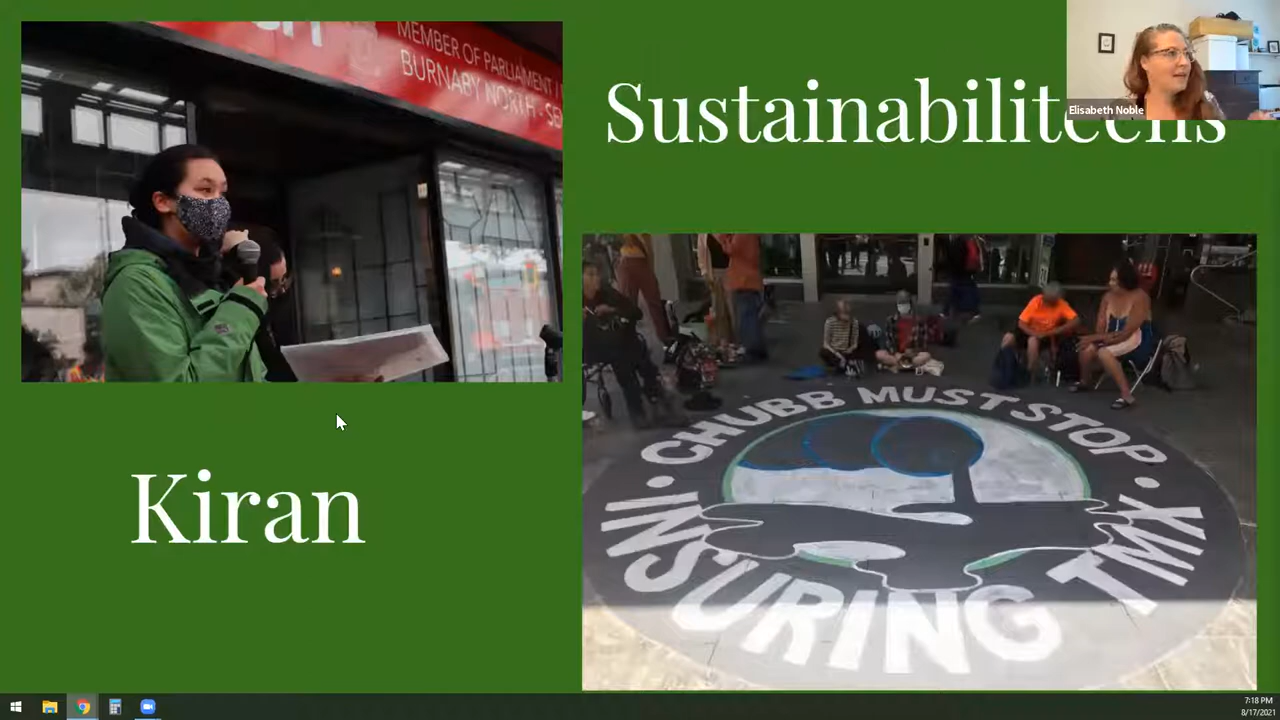 MEMBER OF PARLIAMENT /
BURNABY NORTH - SE
Sustainabiliteens
Elisabeth Noble
CHUBB MUST STOP
INSURING TMX
Kiran
7:18 PM
8/17/2021